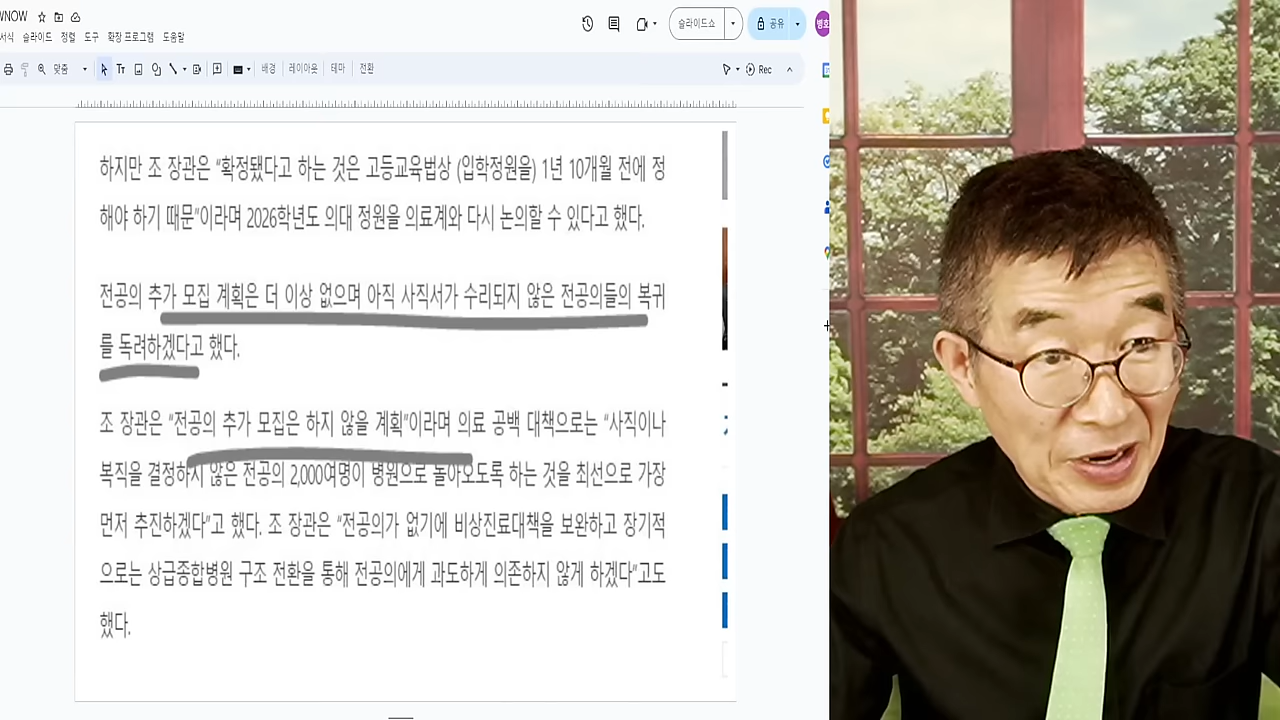 WNOW
서식 슬라이드 정렬 도구 확장 프로그램 도움말
슬라이드쇼
공유
병호
맞춤
Tт
배경 레이아웃 테마 전환
Rec
하지만 조 장관은 “확정됐다고 하는 것은 고등교육법상 (입학정원을) 1년 10개월 전에 정
해야 하기 때문”이라며 2026학년도 의대 정원을 의료계와 다시 논의할 수 있다고 했다.
전공의 추가 모집 계획은 더 이상 없으며 아직 사직서가 수리되지 않은 전공의들의 복귀
를 독려하겠다고 했다.
조 장관은 “전공의 추가 모집은 하지 않을 계획”이라며 의료 공백 대책으로는 “사직이나
복직을 결정하지 않은 전공의 2,000여명이 병원으로 돌아오도록 하는 것을 최선으로 가장
먼저 추진하겠다”고 했다. 조 장관은 “전공의가 없기에 비상진료대책을 보완하고 장기적
으로는 상급종합병원 구조 전환을 통해 전공의에게 과도하게 의존하지 않게 하겠다”고도
했다.